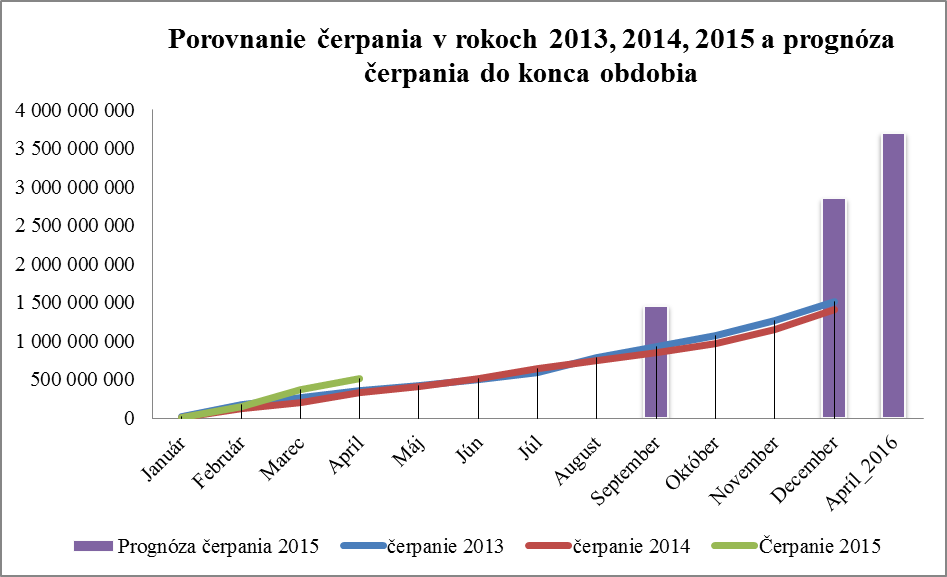 Porovnanie čerpania v rokoch 2013, 2014, 2015 a prognóza
čerpania do konca obdobia
4 000 000 000
3 500 000 000
3 000 000 000
2 500 000 000
2 000 000 000
1 500 000 000
1 000 000 000
500 000 000
0
Január
Február
Marec
Apríl
Máj
Jún
Júl
August
September
Október
November
December
Apríl_2016
Prognóza čerpania 2015
čerpanie 2013
čerpanie 2014
Čerpanie 2015